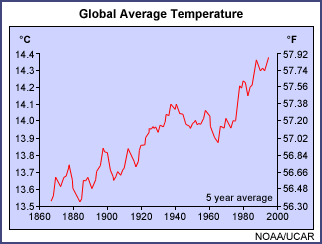 Global Average Temperature
°C °F
14.4 57.92
14.3 57.74
14.2 57.56
14.1 57.38
14.0 57.20
13.9 57.02
13.8 56.84
13.7 56.66
13.6 56.48
13.5 5 year average 56.30
1860 1880 1900 1920 1940 1960 1980 2000
NOAA/UCAR